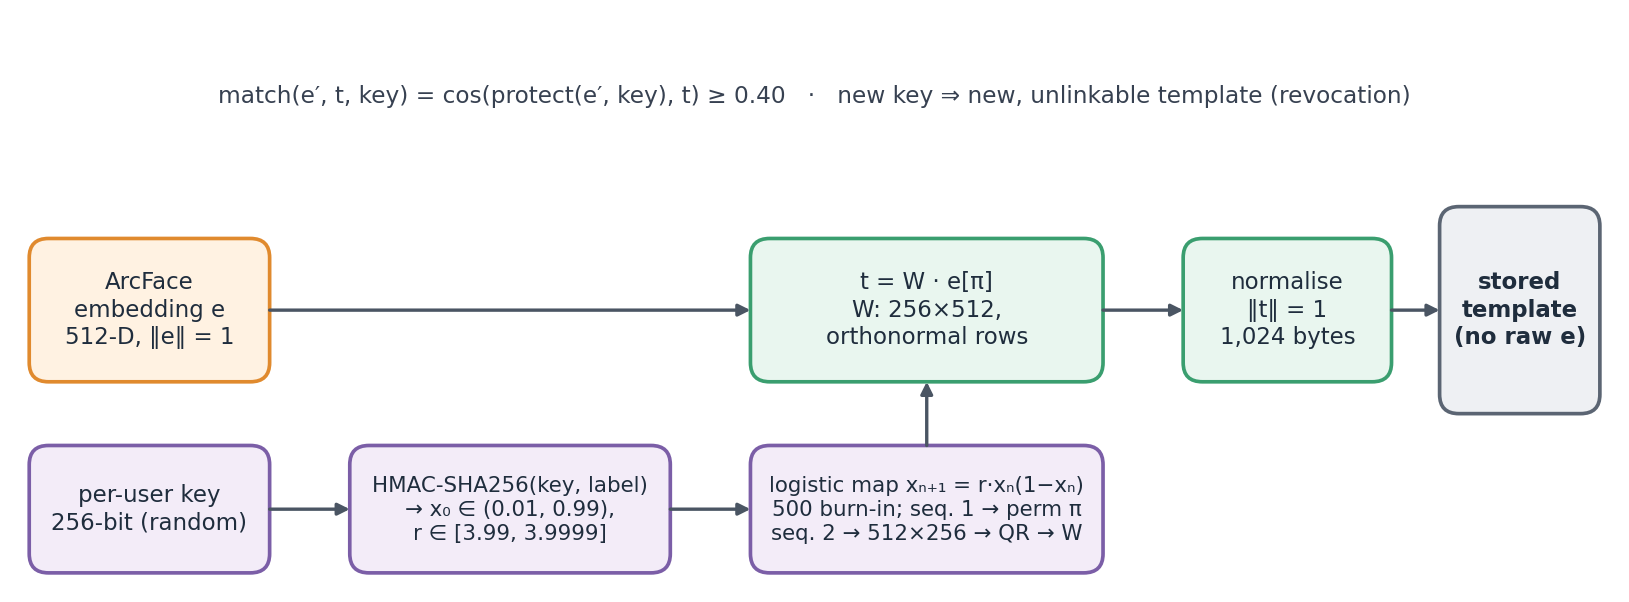 match(e′, t, key) = cos(protect(e′, key), t) ≥ 0.40 · new key ⇒ new, unlinkable template (revocation)
ArcFace
embedding e
512-D, ‖e‖ = 1
t = W · e[π]
W: 256×512,
orthonormal rows
normalise
‖t‖ = 1
1,024 bytes
stored
template
(no raw e)
per-user key
256-bit (random)
HMAC-SHA256(key, label)
→ x₀ ∈ (0.01, 0.99),
r ∈ [3.99, 3.9999]
logistic map xₙ₊₁ = r·xₙ(1−xₙ)
500 burn-in; seq. 1 → perm π
seq. 2 → 512×256 → QR → W